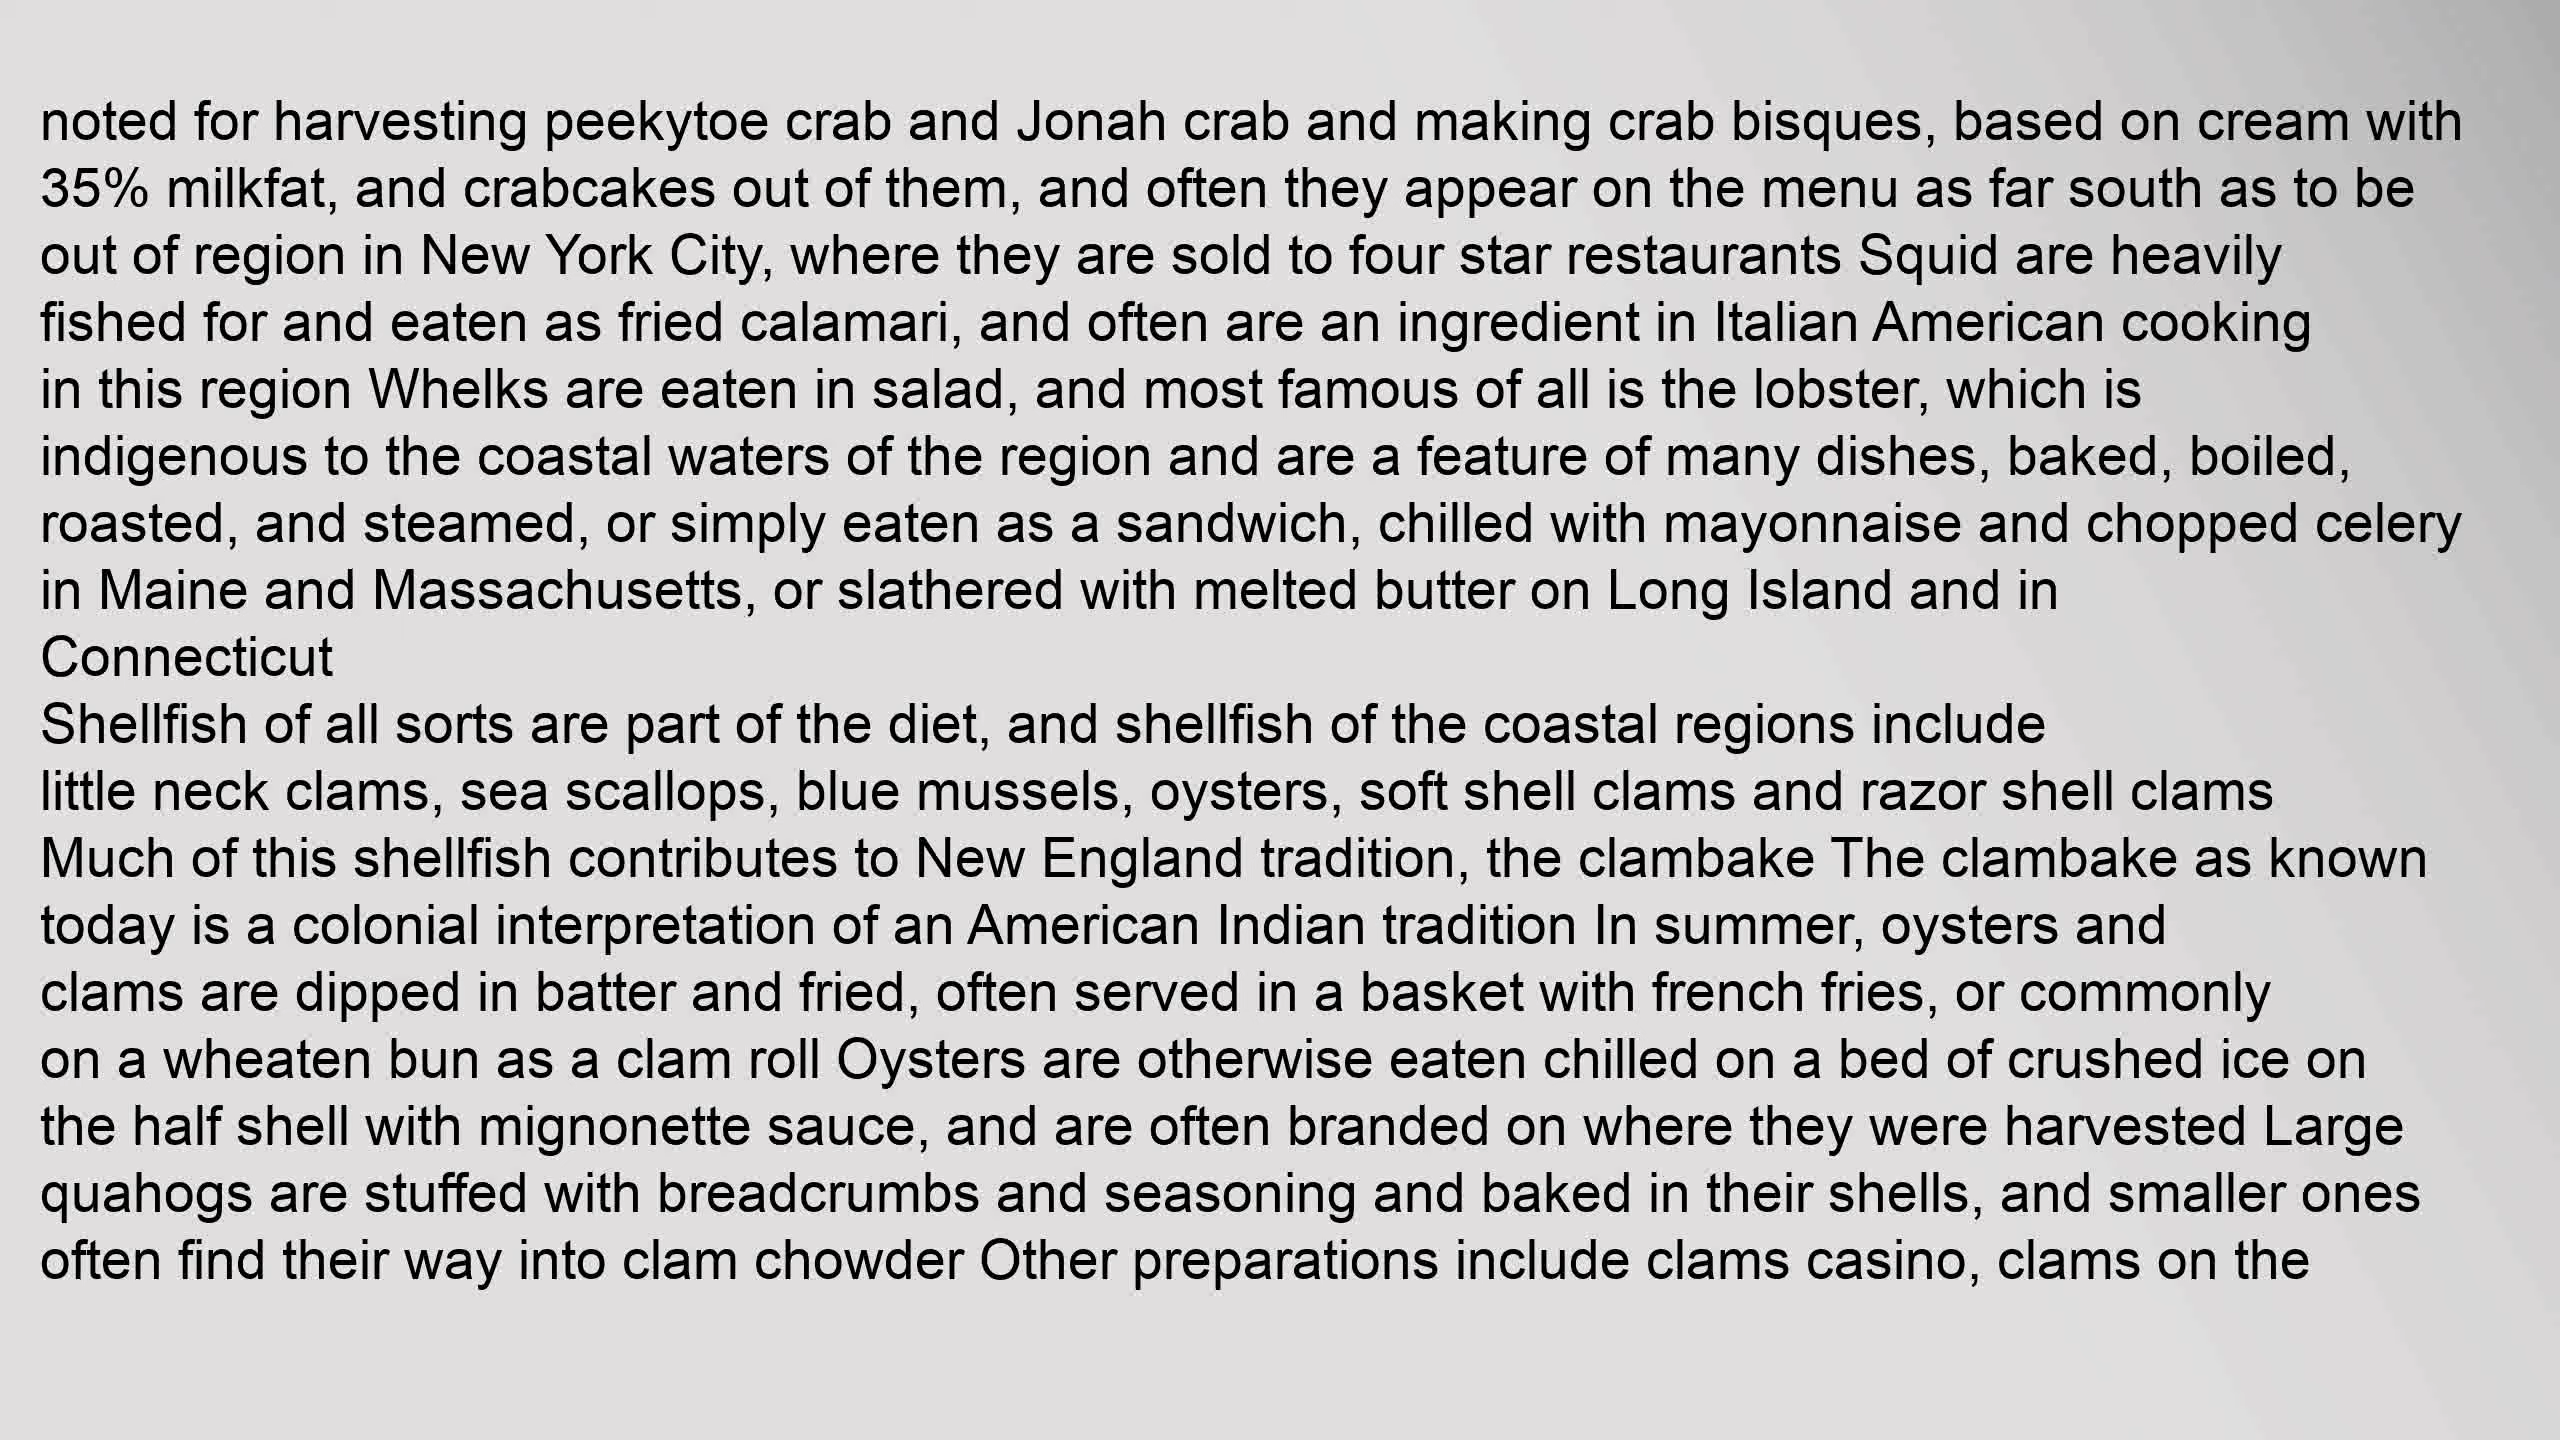 noted for harvesting peekytoe crab and Jonah crab and making crab bisques, based on cream with
35% milkfat, and crabcakes out of them, and often they appear on the menu as far south as to be
out of region in New York City, where they are sold to four star restaurants Squid are heavily
fished for and eaten as fried calamari, and often are an ingredient in Italian American cooking
in this region Whelks are eaten in salad, and most famous of all is the lobster, which is
indigenous to the coastal waters of the region and are a feature of many dishes, baked, boiled,
roasted, and steamed, or simply eaten as a sandwich, chilled with mayonnaise and chopped celery
in Maine and Massachusetts, or slathered with melted butter on Long Island and in
Connecticut
Shellfish of all sorts are part of the diet, and shellfish of the coastal regions include
little neck clams, sea scallops, blue mussels, oysters, soft shell clams and razor shell clams
Much of this shellfish contributes to New England tradition, the clambake The clambake as known
today is a colonial interpretation of an American Indian tradition In summer, oysters and
clams are dipped in batter and fried, often served in a basket with french fries, or commonly
on a wheaten bun as a clam roll Oysters are otherwise eaten chilled on a bed of crushed ice on
the half shell with mignonette sauce, and are often branded on where they were harvested Large
quahogs are stuffed with breadcrumbs and seasoning and baked in their shells, and smaller ones
often find their way into clam chowder Other preparations include clams casino, clams on the